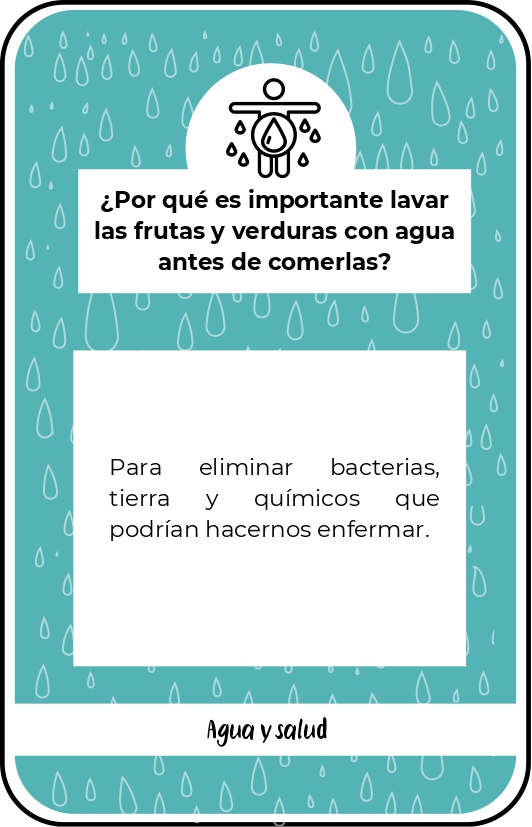 ¿Por qué es importante lavar
las frutas y verduras con agua
antes de comerlas?
Para eliminar bacterias,
tierra y químicos que
podrían hacernos enfermar.
Agua y salud